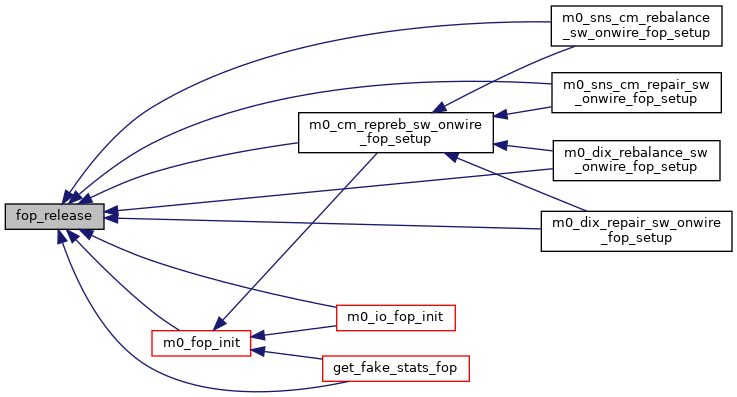 m0_sns_cm_rebalance
_sw_onwire_fop_setup
m0_sns_cm_repair_sw
_onwire_fop_setup
m0_cm_repreb_sw_onwire
_fop_setup
m0_dix_rebalance_sw
_onwire_fop_setup
fop_release
m0_dix_repair_sw_onwire
_fop_setup
m0_io_fop_init
m0_fop_init
get_fake_stats_fop